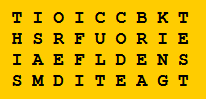 T I O I C C B K T
H S R F U O R I E
I A E F L D E N S
S M D I T E A G T